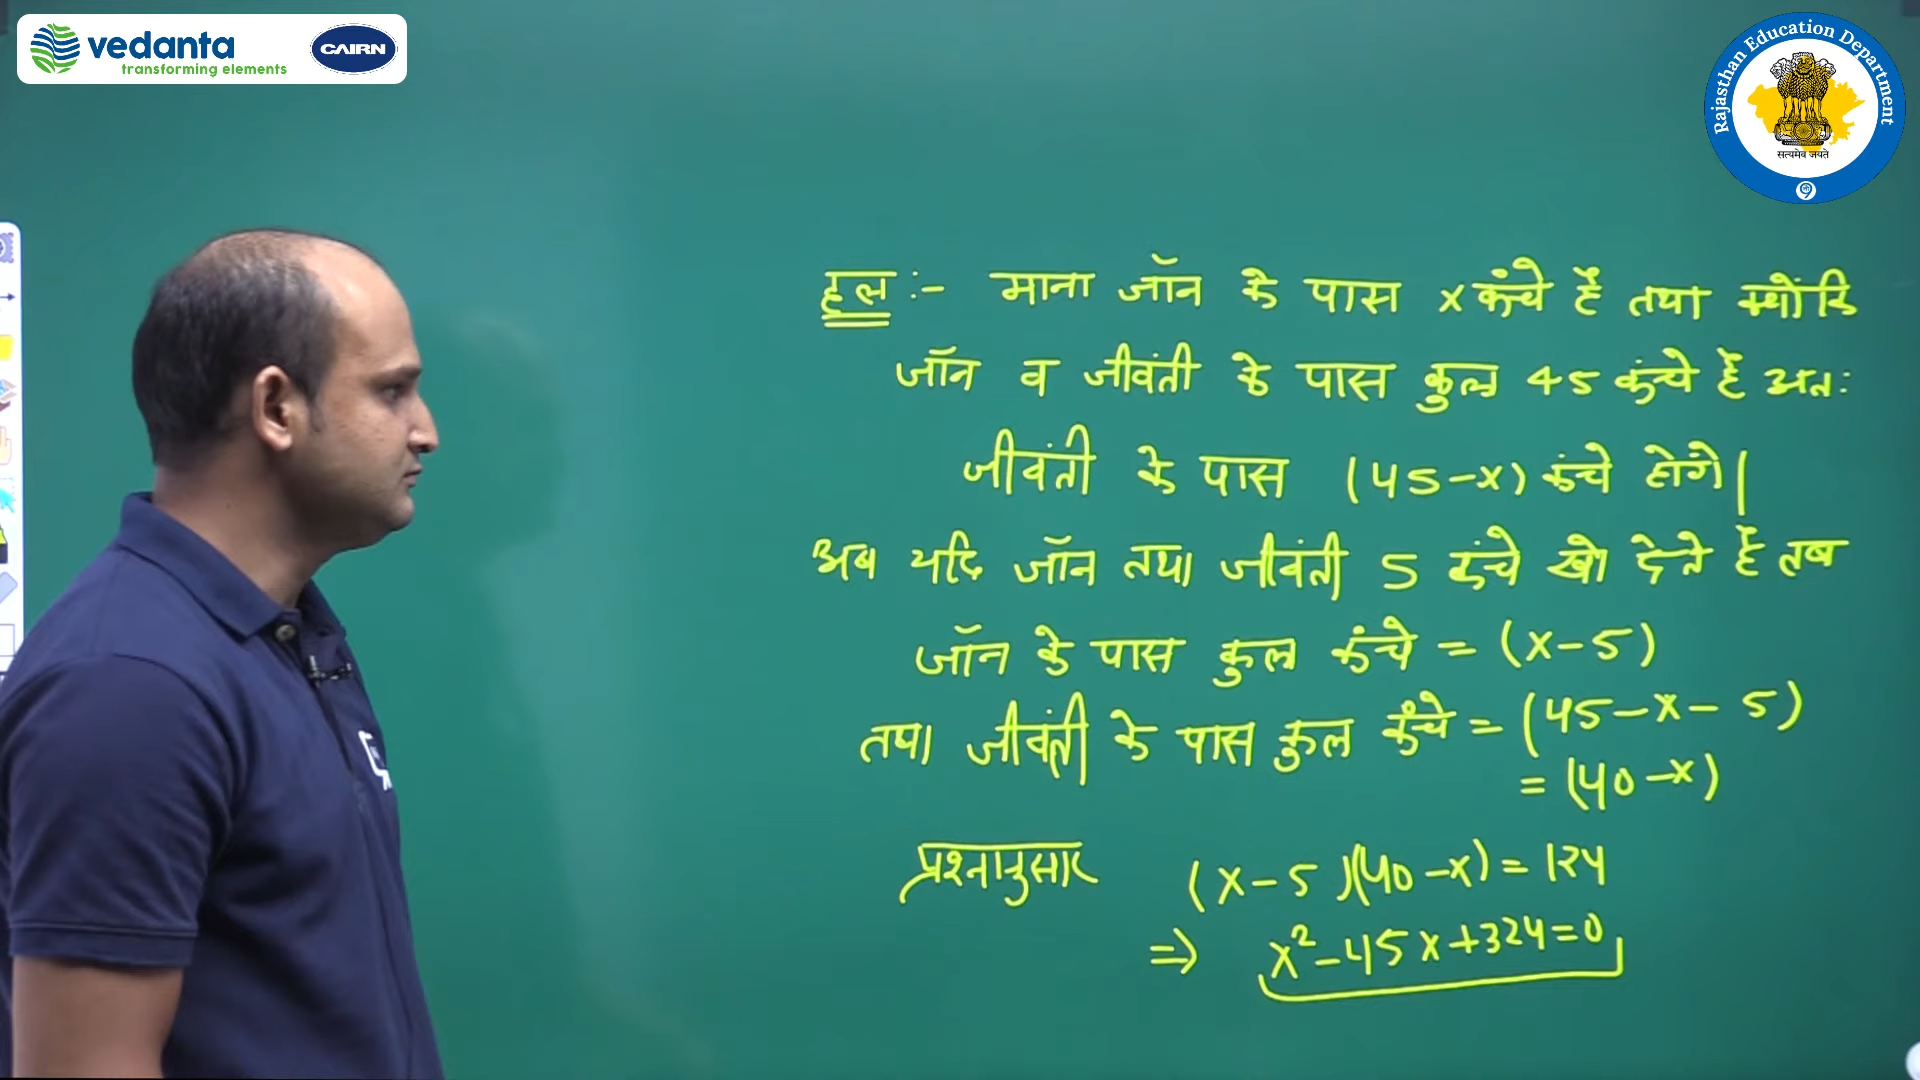 vedanta
transforming elements
CAIRN
Rajasthan Education Department
सत्यमेव जयते
हल :- माना जॉन के पास x कंचे हैं तथा क्योंकि
जॉन व जीवंती के पास कुल 45 कंचे हैं अतः
जीवंती के पास (45-x) कंचे होंगे|
अब यदि जॉन तथा जीवंती 5 कंचे खो देते हैं तब
जॉन के पास कुल कंचे = (x-5)
तथा जीवंती के पास कुल कंचे = (45-x-5)
= (40-x)
प्रश्नानुसार (x-5)(40-x) = 124
⇒ x²-45x+324=0